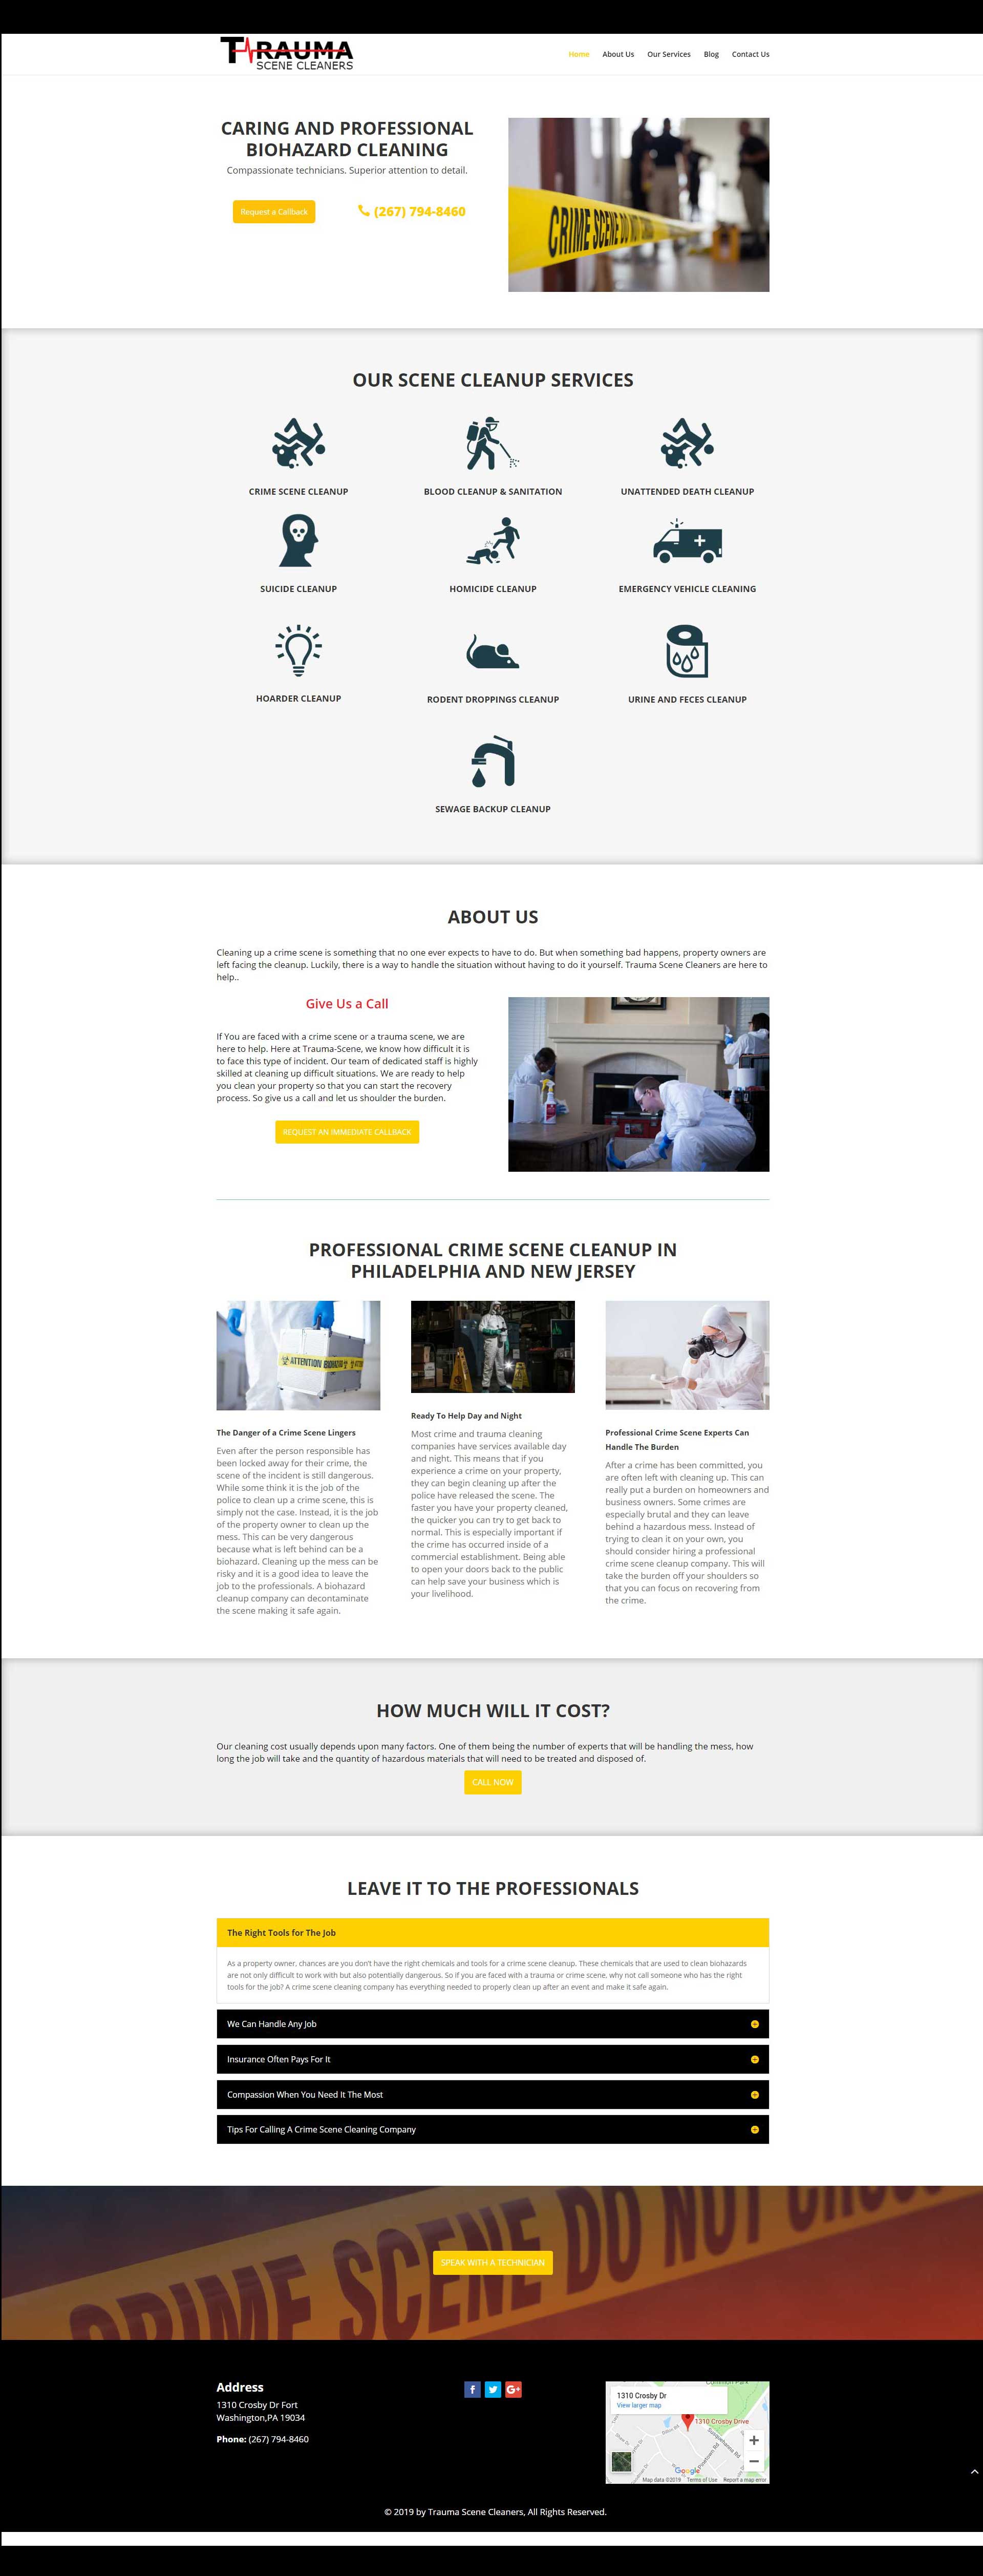 TRAUMA
SCENE CLEANERS
Home
About Us
Our Services
Blog
Contact Us
CARING AND PROFESSIONAL
BIOHAZARD CLEANING
Compassionate technicians. Superior attention to detail.
Request a Callback
(267) 794-8460
CRIME SCENE DO NOT
OUR SCENE CLEANUP SERVICES
CRIME SCENE CLEANUP
BLOOD CLEANUP & SANITATION
UNATTENDED DEATH CLEANUP
SUICIDE CLEANUP
HOMICIDE CLEANUP
EMERGENCY VEHICLE CLEANING
HOARDER CLEANUP
RODENT DROPPINGS CLEANUP
URINE AND FECES CLEANUP
SEWAGE BACKUP CLEANUP
ABOUT US
Cleaning up a crime scene is something that no one ever expects to have to do. But when something bad happens, property owners are
left facing the cleanup. Luckily, there is a way to handle the situation without having to do it yourself. Trauma Scene Cleaners are here to
help..
Give Us a Call
If You are faced with a crime scene or a trauma scene, we are
here to help. Here at Trauma-Scene, we know how difficult it is
to face this type of incident. Our team of dedicated staff is highly
skilled at cleaning up difficult situations. We are ready to help
you clean your property so that you can start the recovery
process. So give us a call and let us shoulder the burden.
REQUEST AN IMMEDIATE CALLBACK
PROFESSIONAL CRIME SCENE CLEANUP IN
PHILADELPHIA AND NEW JERSEY
ATTENTION BIOHAZARD
The Danger of a Crime Scene Lingers
Even after the person responsible has
been locked away for their crime, the
scene of the incident is still dangerous.
While some think it is the job of the
police to clean up a crime scene, this is
simply not the case. Instead, it is the job
of the property owner to clean up the
mess. This can be very dangerous
because what is left behind can be a
biohazard. Cleaning up the mess can be
risky and it is a good idea to leave the
job to the professionals. A biohazard
cleanup company can decontaminate
the scene making it safe again.
Ready To Help Day and Night
Most crime and trauma cleaning
companies have services available day
and night. This means that if you
experience a crime on your property,
they can begin cleaning up after the
police have released the scene. The
faster you have your property cleaned,
the quicker you can try to get back to
normal. This is especially important if
the crime has occurred inside of a
commercial establishment. Being able
to open your doors back to the public
can help save your business which is
your livelihood.
Professional Crime Scene Experts Can
Handle The Burden
After a crime has been committed, you
are often left with cleaning up. This can
really put a burden on homeowners and
business owners. Some crimes are
especially brutal and they can leave
behind a hazardous mess. Instead of
trying to clean it on your own, you
should consider hiring a professional
crime scene cleanup company. This will
take the burden off your shoulders so
that you can focus on recovering from
the crime.
HOW MUCH WILL IT COST?
Our cleaning cost usually depends upon many factors. One of them being the number of experts that will be handling the mess, how
long the job will take and the quantity of hazardous materials that will need to be treated and disposed of.
CALL NOW
LEAVE IT TO THE PROFESSIONALS
The Right Tools for The Job
As a property owner, chances are you don't have the right chemicals and tools for a crime scene cleanup. These chemicals that are used to clean biohazards
are not only difficult to work with but also potentially dangerous. So if you are faced with a trauma or crime scene, why not call someone who has the right
tools for the job? A crime scene cleaning company has everything needed to properly clean up after an event and make it safe again.
We Can Handle Any Job
Insurance Often Pays For It
Compassion When You Need It The Most
Tips For Calling A Crime Scene Cleaning Company
CRIME SCENE DO NOT CROSS
SPEAK WITH A TECHNICIAN
Address
1310 Crosby Dr Fort
Washington,PA 19034
Phone: (267) 794-8460
1310 Crosby Dr
View larger map
1310 Crosby Drive
Google
Map data ©2019
Terms of Use
Report a map error
© 2019 by Trauma Scene Cleaners, All Rights Reserved.